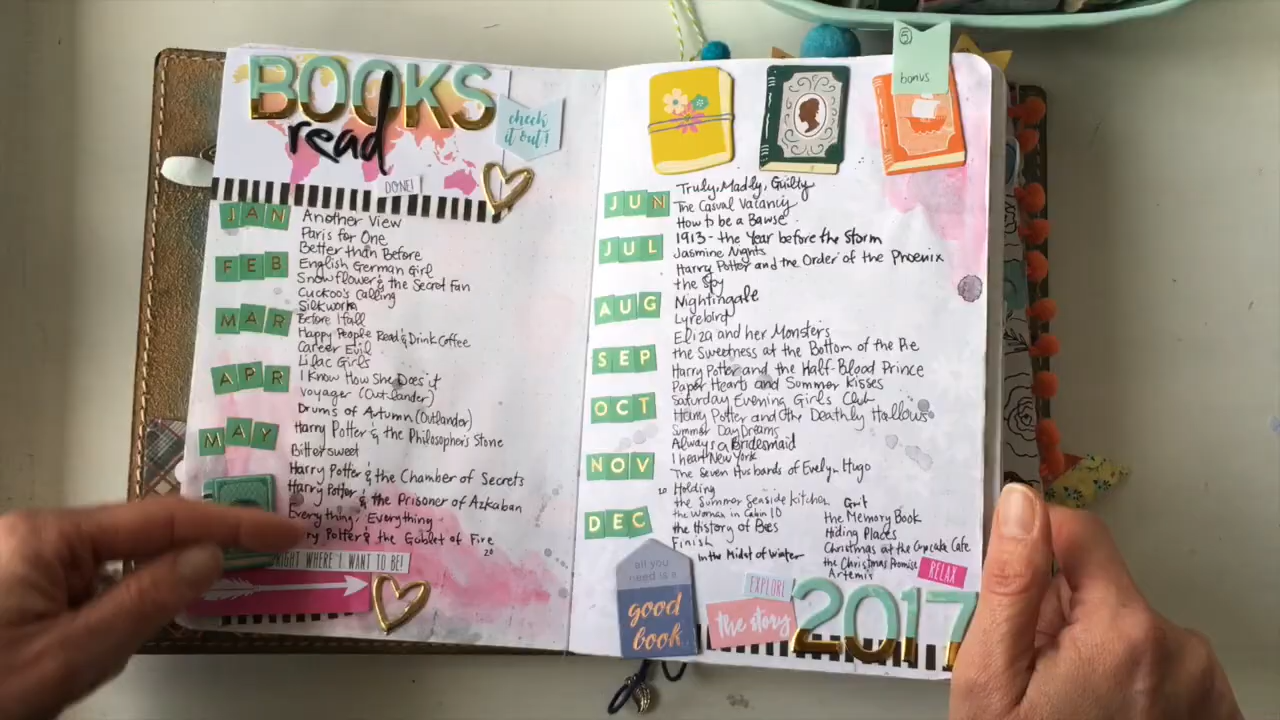 BOOKS
read
check
it out!
DONE!
JAN
Another View
Paris for One
Better than Before
FEB
English German Girl
Snowflower & the Secret Fan
Cuckoo's Calling
Silkworm
MAR
Before I fall
Happy People Read & Drink Coffee
Career Evil
Lilac Girls
APR
I Know How She Does it
Voyager (Outlander)
Drums of Autumn (Outlander)
MAY
Harry Potter & the Philosopher's Stone
Bittersweet
Harry Potter & the Chamber of Secrets
Harry Potter & the Prisoner of Azkaban
Everything, Everything
Potter & the Goblet of Fire
20
RIGHT WHERE I WANT TO BE!
5
bonus
JUN
Truly, Madly, Guilty
The Casual Vacancy
How to be a Bawse
JUL
1913 - the Year before the Storm
Jasmine Nights
Harry Potter and the Order of the Phoenix
the Spy
AUG
Nightingale
Lyrebird
Eliza and her Monsters
SEP
the Sweetness at the Bottom of the Pie
Harry Potter and the Half-Blood Prince
Paper Hearts and Summer Kisses
OCT
Saturday Evening Girls Club
Harry Potter and the Deathly Hallows
Summer Day Dreams
Always a Bridesmaid
NOV
I heart New York
The Seven Husbands of Evelyn Hugo
20 Holding
the Summer Seaside Kitchen
the Woman in Cabin 10
DEC
the History of Bees
Finish
In the Midst of Winter
Grit
the Memory Book
Hiding Places
Christmas at the Cupcake Cafe
the Christmas Promise
Artemis
RELAX
all you
need is a
good
book
EXPLORE
the story
2017